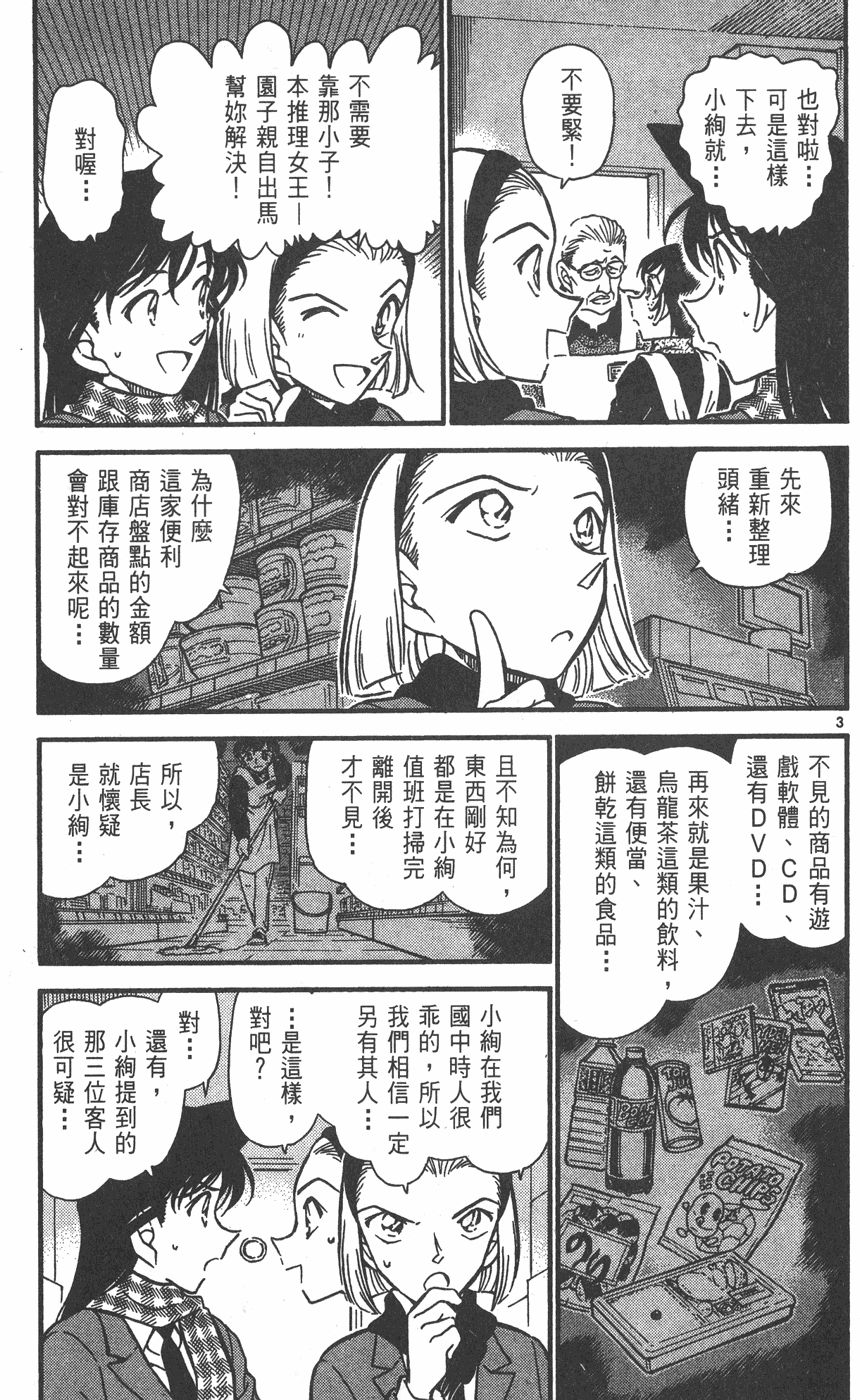 也對啦…
可是這樣
下去，
小絢就…
不要緊！
不需要
靠那小子！
本推理女王—
園子親自出馬
幫妳解決！
對喔…
先來
重新整理
頭緒…
為什麼
這家便利
商店盤點的金額
跟庫存商品的數量
會對不起來呢…
3
不見的商品有遊
戲軟體、CD、
還有DVD…
再來就是果汁、
烏龍茶這類的飲料，
還有便當、
餅乾這類的食品…
POTATO
CHIPS
且不知為何，
東西剛好
都是在小絢
值班打掃完
離開後
才不見…
所以，
店長
就懷疑
是小絢…
小絢在我們
國中時人很
乖的，所以
我們相信一定
另有其人…
…是這樣，
對吧？
對…
還有，
小絢提到的
那三位客人
很可疑…